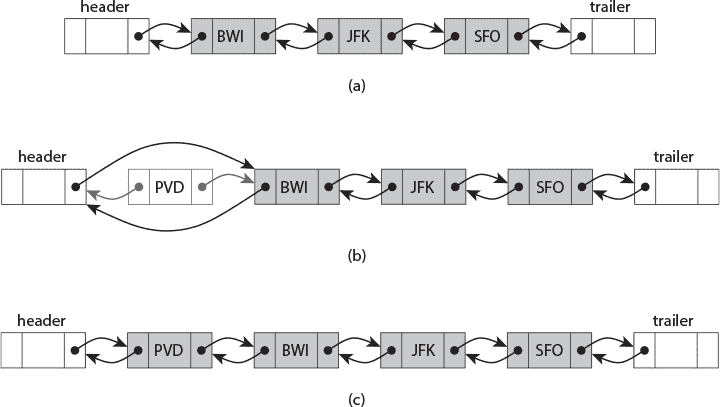 header trailer
BWI JFK SFO
(a)
header trailer
PVD BWI JFK SFO
(b)
header trailer
PVD BWI JFK SFO
(c)